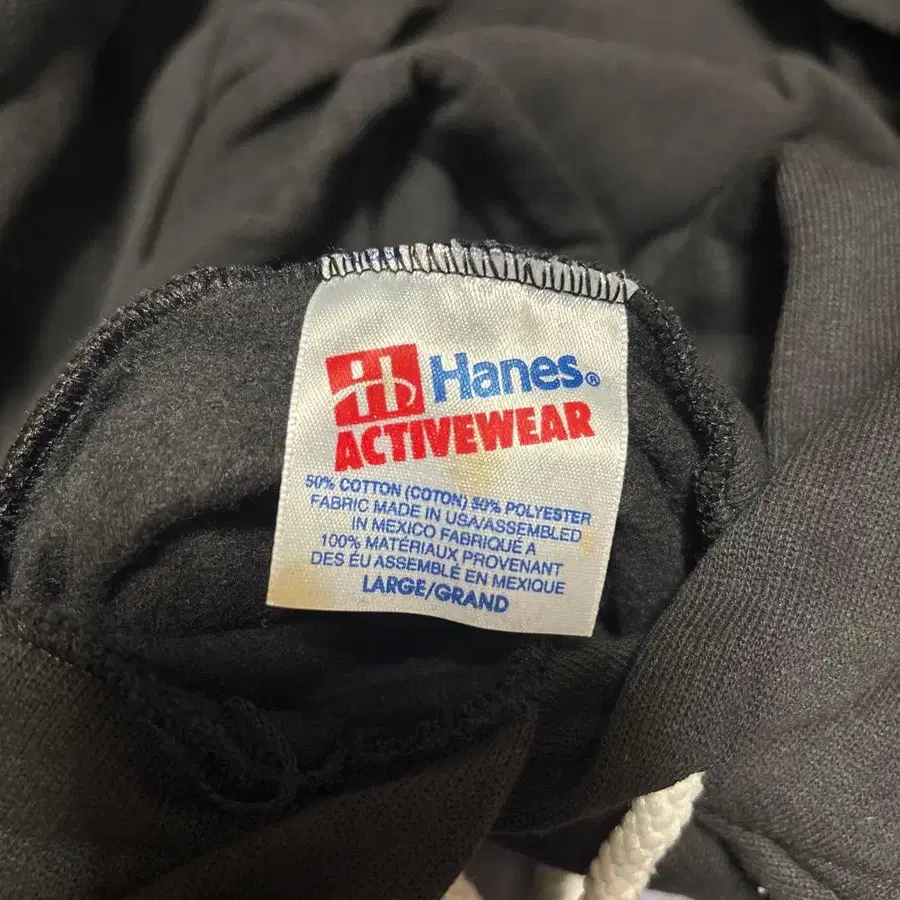 Hanes®
ACTIVEWEAR
50% COTTON (COTON) 50% POLYESTER
FABRIC MADE IN USA/ASSEMBLED
IN MEXICO FABRIQUÉ A
100% MATÉRIAUX PROVENANT
DES ÉU ASSEMBLÉ EN MEXIQUE
LARGE/GRAND